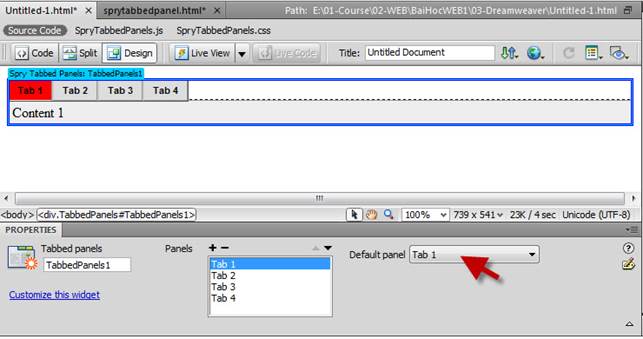 Untitled-1.html* × sprytabbedpanel.html* × Path: E:\01-Course\02-WEB\BaiHocWEB1\03-Dreamweaver\Untitled-1.html
Source Code SpryTabbedPanels.js SpryTabbedPanels.css
Code Split Design Live View Live Code Title: Untitled Document
Spry Tabbed Panels: TabbedPanels1
Tab 1 Tab 2 Tab 3 Tab 4
Content 1
<body> <div.TabbedPanels#TabbedPanels1> 100% 739 x 541 23K / 4 sec Unicode (UTF-8)
PROPERTIES
Tabbed panels Panels Default panel Tab 1
TabbedPanels1
Tab 1
Tab 2
Tab 3
Tab 4
Customize this widget